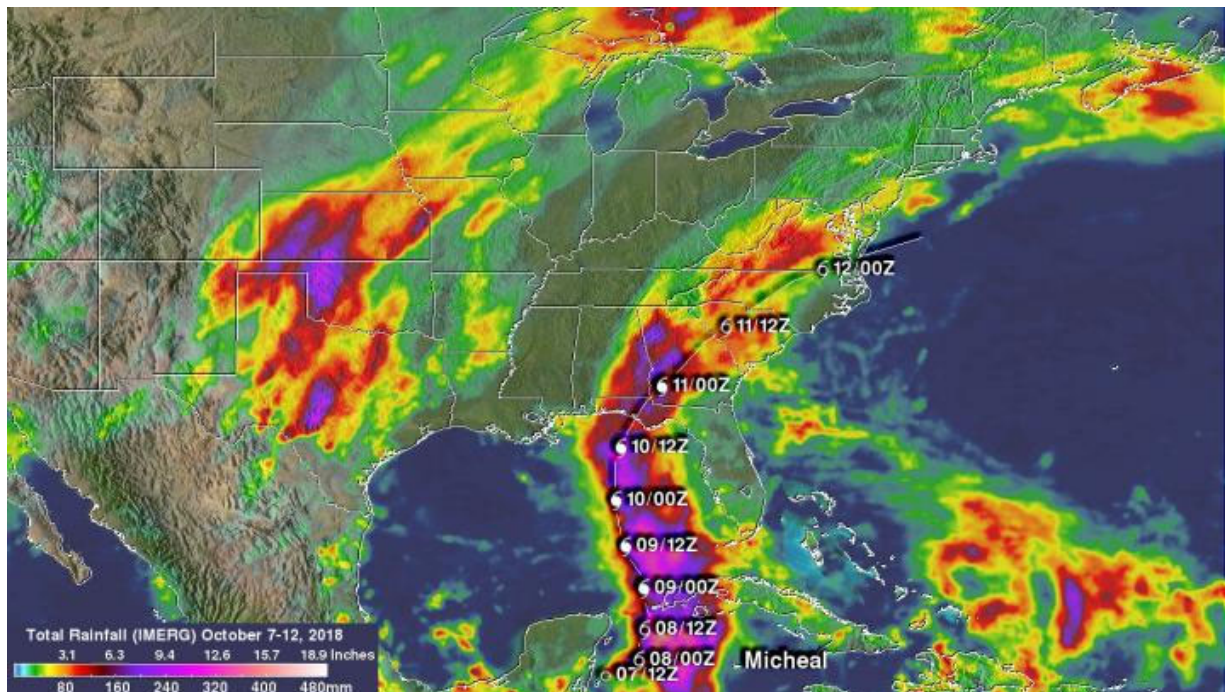 12/00Z
11/12Z
11/00Z
10/12Z
10/00Z
09/12Z
09/00Z
08/12Z
08/00Z
Micheal
07/12Z
Total Rainfall (IMERG) October 7-12, 2018
3.1 6.3 9.4 12.6 15.7 18.9 Inches
80 160 240 320 400 480mm